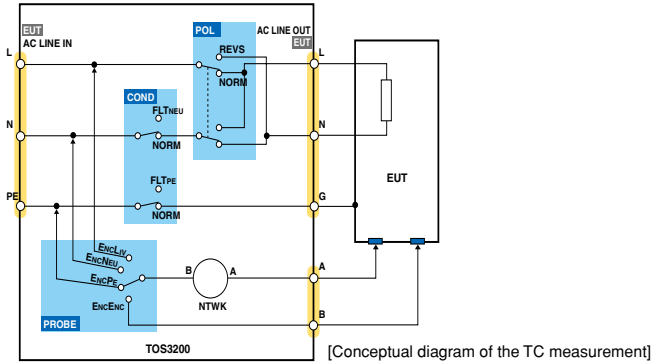 EUT
AC LINE IN
POL
AC LINE OUT
EUT
L
REVS
L
NORM
COND
FLTNEU
N
NORM
N
FLTPE
EUT
PE
NORM
G
ENCLIV
ENCNEU
ENCPE
B
A
A
ENCENC
NTWK
B
PROBE
TOS3200
[Conceptual diagram of the TC measurement]